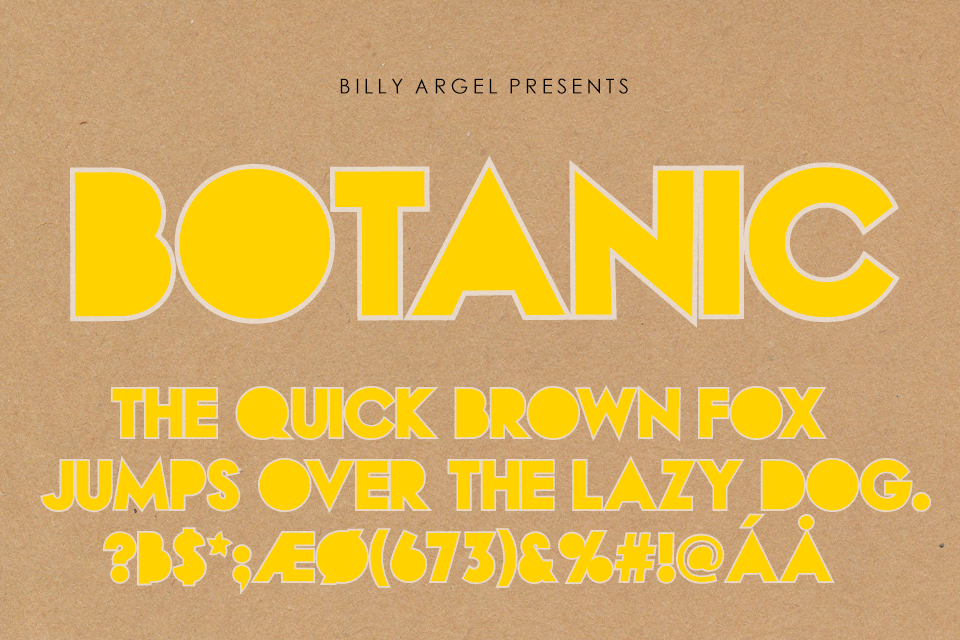 BILLY ARGEL PRESENTS
BOTANIC
THE QUICK BROWN FOX
JUMPS OVER THE LAZY DOG.
?B$*;ÆØ(673)&%#!@ÁÅ